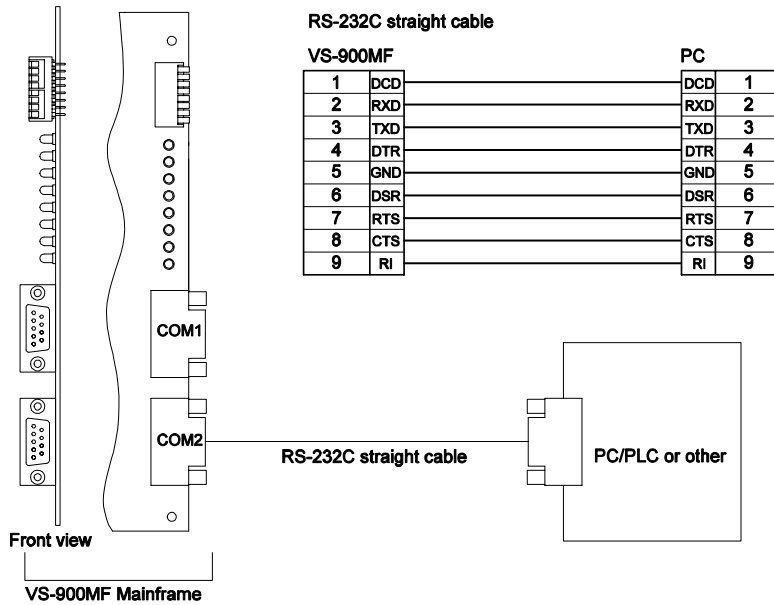 RS-232C straight cable
VS-900MF PC
1 DCD DCD 1
2 RXD RXD 2
3 TXD TXD 3
4 DTR DTR 4
5 GND GND 5
6 DSR DSR 6
7 RTS RTS 7
8 CTS CTS 8
9 RI RI 9
COM1
COM2
RS-232C straight cable
PC/PLC or other
Front view
VS-900MF Mainframe